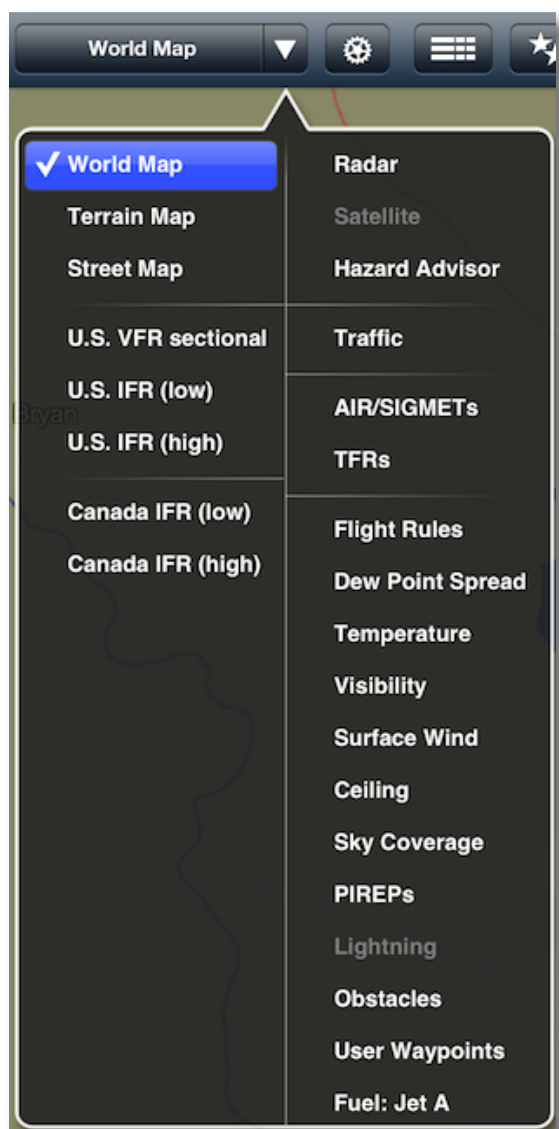 World Map
World Map
Terrain Map
Street Map
U.S. VFR sectional
U.S. IFR (low)
Bryan
U.S. IFR (high)
Canada IFR (low)
Canada IFR (high)
Radar
Satellite
Hazard Advisor
Traffic
AIR/SIGMETs
TFRs
Flight Rules
Dew Point Spread
Temperature
Visibility
Surface Wind
Ceiling
Sky Coverage
PIREPs
Lightning
Obstacles
User Waypoints
Fuel: Jet A